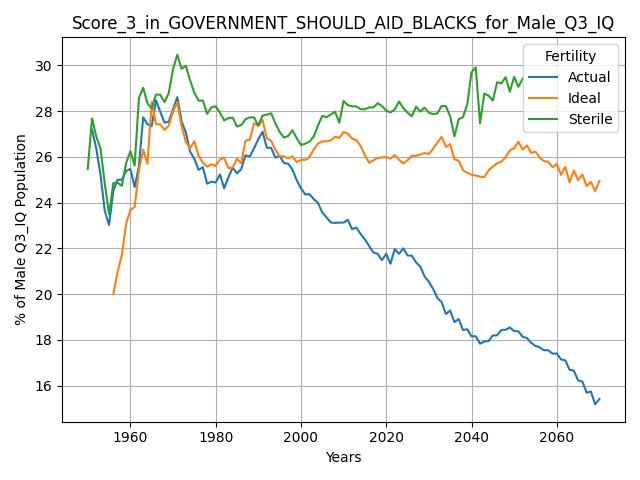 Score_3_in_GOVERNMENT_SHOULD_AID_BLACKS_for_Male_Q3_IQ
Fertility
Actual
Ideal
Sterile
% of Male Q3_IQ Population
30
28
26
24
22
20
18
16
1960
1980
2000
2020
2040
2060
Years